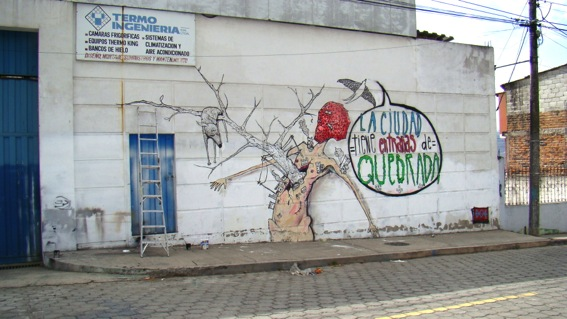 TERMO
INGENIERIA
•CAMARAS FRIGORIFICAS
•EQUIPOS THERMO KING
•BANCOS DE HIELO
•SISTEMAS DE
CLIMATIZACION Y
AIRE ACONDICIONADO
LA CIUDAD
tiene entrañas de
QUEBRADA